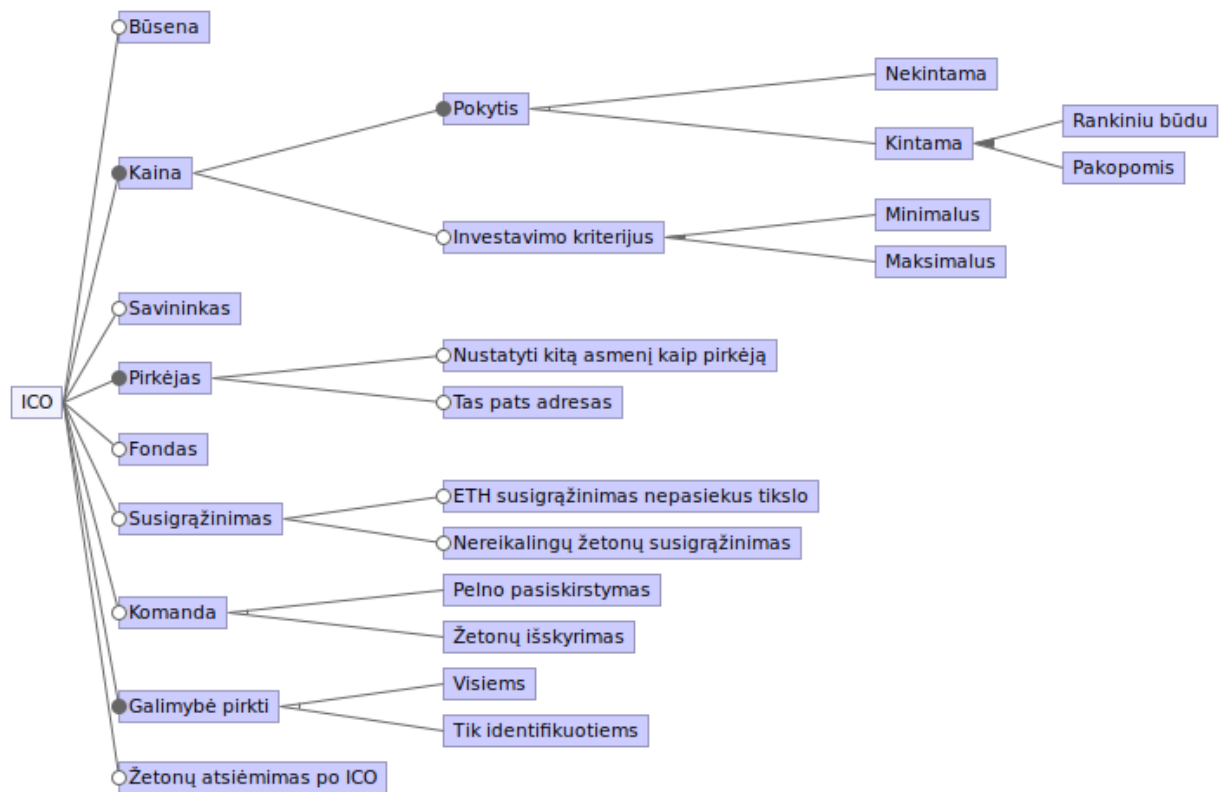 Būsena
Nekintama
Pokytis
Rankiniu būdu
Kintama
Pakopomis
Kaina
Minimalus
Investavimo kriterijus
Maksimalus
Savininkas
Nustatyti kitą asmenį kaip pirkėją
Pirkėjas
ICO
Tas pats adresas
Fondas
ETH susigrąžinimas nepasiekus tikslo
Susigrąžinimas
Nereikalingų žetonų susigrąžinimas
Pelno pasiskirstymas
Komanda
Žetonų išskyrimas
Visiems
Galimybė pirkti
Tik identifikuotiems
Žetonų atsiėmimas po ICO